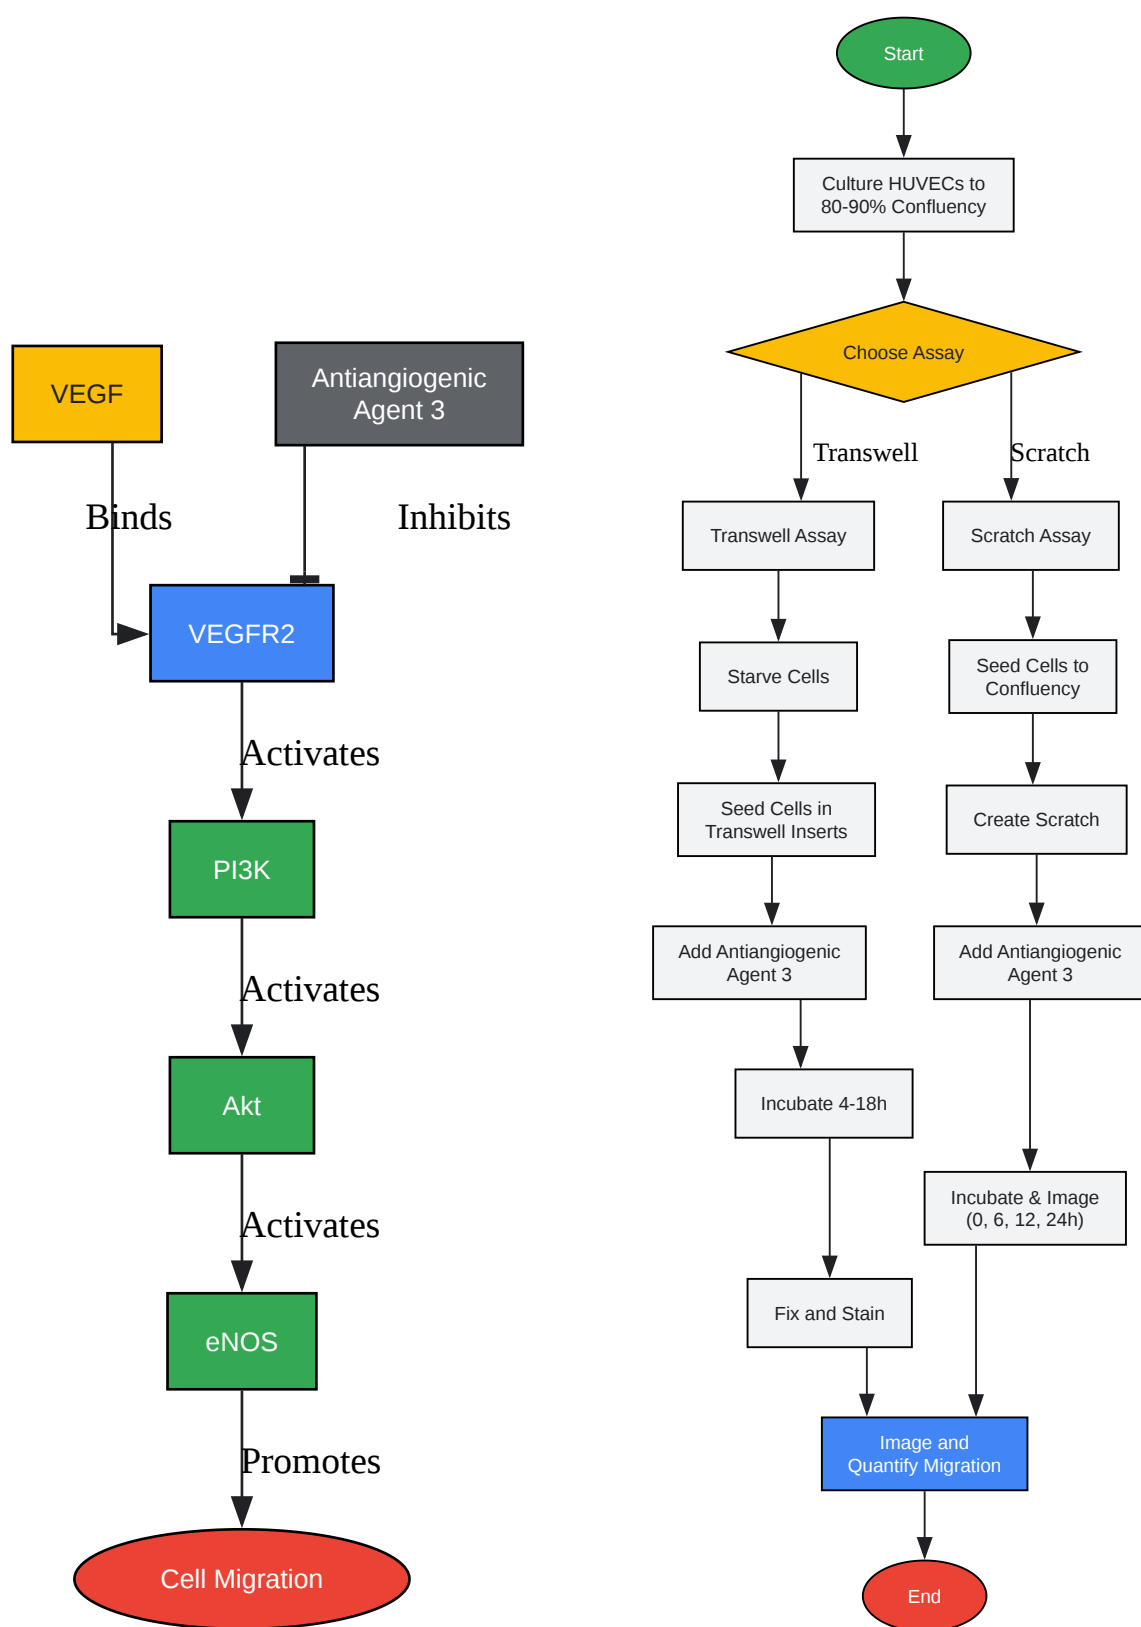 VEGF
Antiangiogenic
Agent 3
Binds
Inhibits
VEGFR2
Activates
PI3K
Activates
Akt
Activates
eNOS
Promotes
Cell Migration
Start
Culture HUVECs to
80-90% Confluency
Choose Assay
Transwell
Scratch
Transwell Assay
Starve Cells
Seed Cells in
Transwell Inserts
Add Antiangiogenic
Agent 3
Incubate 4-18h
Fix and Stain
Scratch Assay
Seed Cells to
Confluency
Create Scratch
Add Antiangiogenic
Agent 3
Incubate & Image
(0, 6, 12, 24h)
Image and
Quantify Migration
End